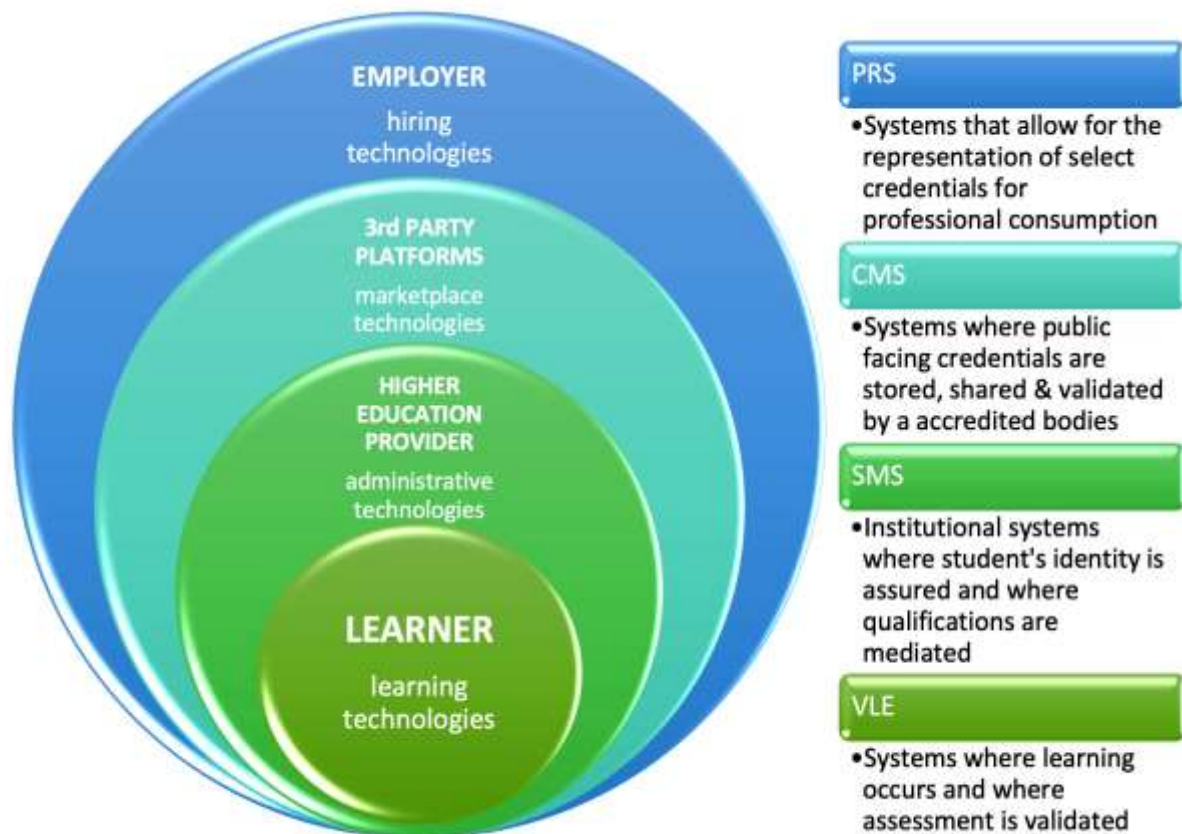 EMPLOYER
hiring
technologies
3rd PARTY
PLATFORMS
marketplace
technologies
HIGHER
EDUCATION
PROVIDER
administrative
technologies
LEARNER
learning
technologies
PRS
•Systems that allow for the
representation of select
credentials for
professional consumption
CMS
•Systems where public
facing credentials are
stored, shared & validated
by a accredited bodies
SMS
•Institutional systems
where student's identity is
assured and where
qualifications are
mediated
VLE
•Systems where learning
occurs and where
assessment is validated